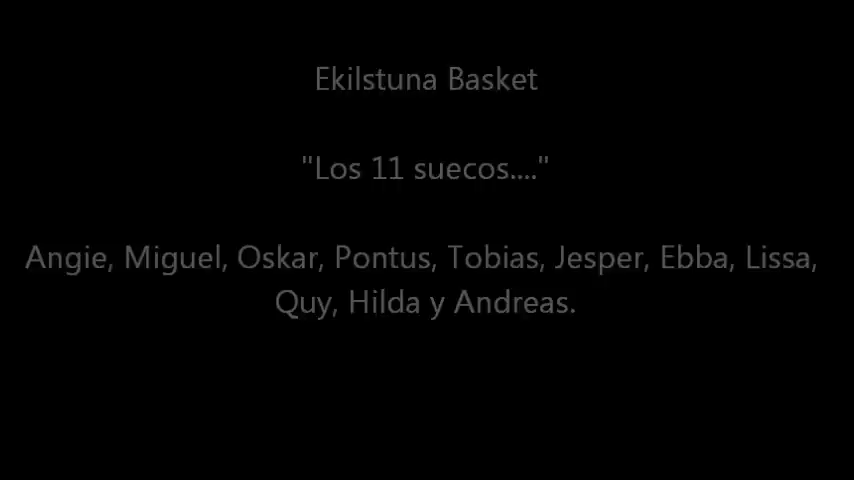 Ekilstuna Basket
"Los 11 suecos...."
Angie, Miguel, Oskar, Pontus, Tobias, Jesper, Ebba, Lissa,
Quy, Hilda y Andreas.